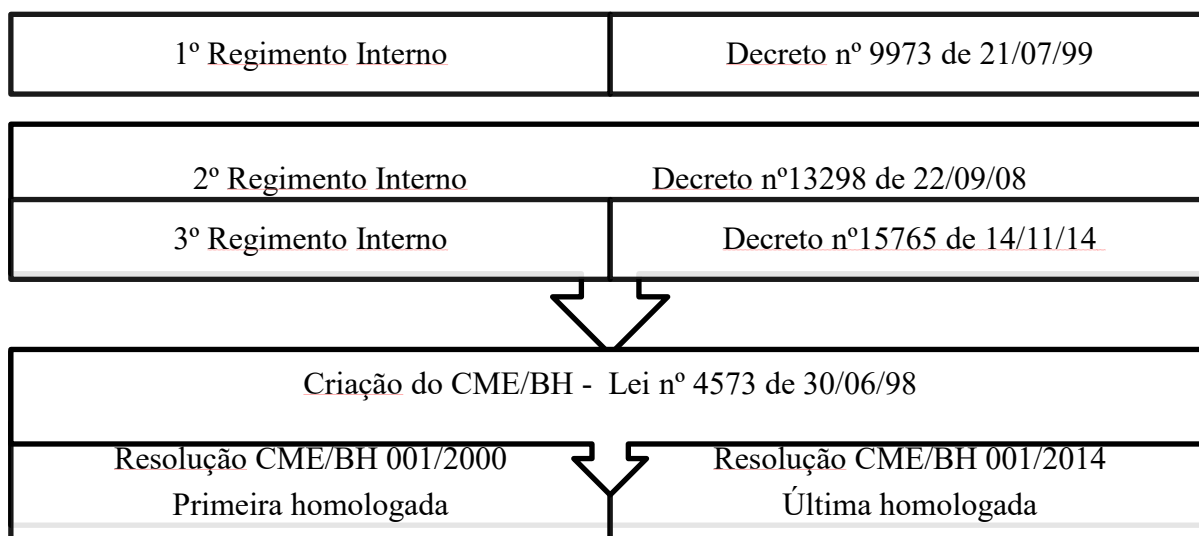 1º Regimento Interno Decreto nº 9973 de 21/07/99
2º Regimento Interno Decreto nº13298 de 22/09/08
3º Regimento Interno Decreto nº15765 de 14/11/14
Criação do CME/BH - Lei nº 4573 de 30/06/98
Resolução CME/BH 001/2000 Resolução CME/BH 001/2014
Primeira homologada Última homologada